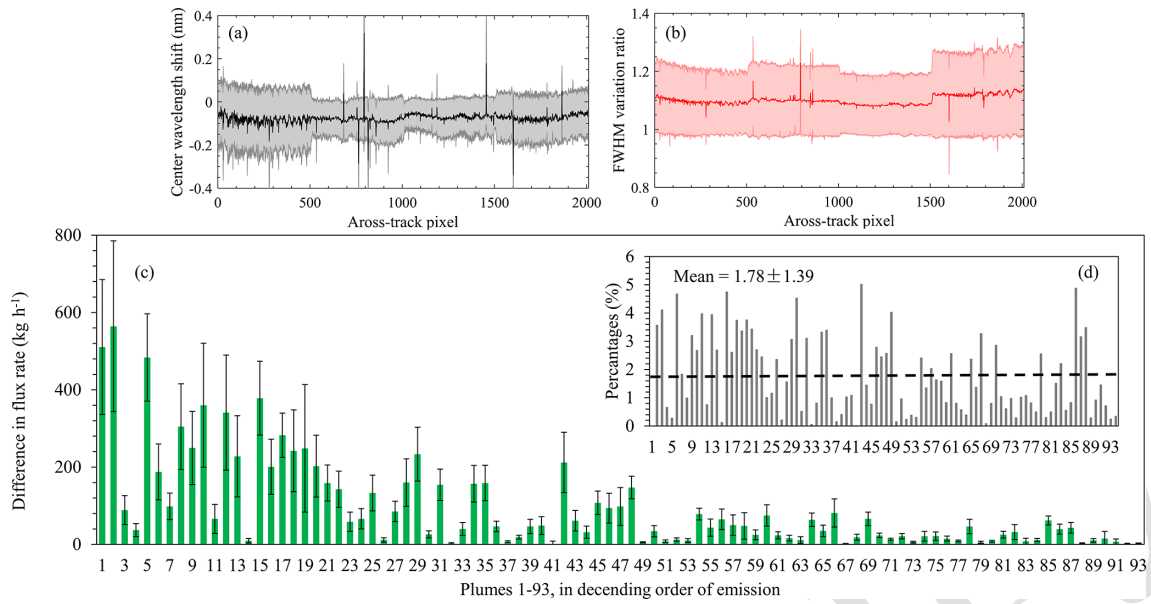 0.4
0.2
0
-0.2
-0.4
Center wavelength shift (nm)
(a)
0 500 1000 1500 2000
Aross-track pixel
1.4
1.2
1
0.8
FWHM variation ratio
(b)
0 500 1000 1500 2000
Aross-track pixel
800
600
400
200
0
Difference in flux rate (kg h⁻¹)
(c)
1 3 5 7 9 11 13 15 17 19 21 23 25 27 29 31 33 35 37 39 41 43 45 47 49 51 53 55 57 59 61 63 65 67 69 71 73 75 77 79 81 83 85 87 89 91 93
Plumes 1-93, in decending order of emission
6
5
4
3
2
1
0
Percantages (%)
Mean = 1.78±1.39
(d)
1 5 9 13 17 21 25 29 33 37 41 45 49 53 57 61 65 69 73 77 81 85 89 93